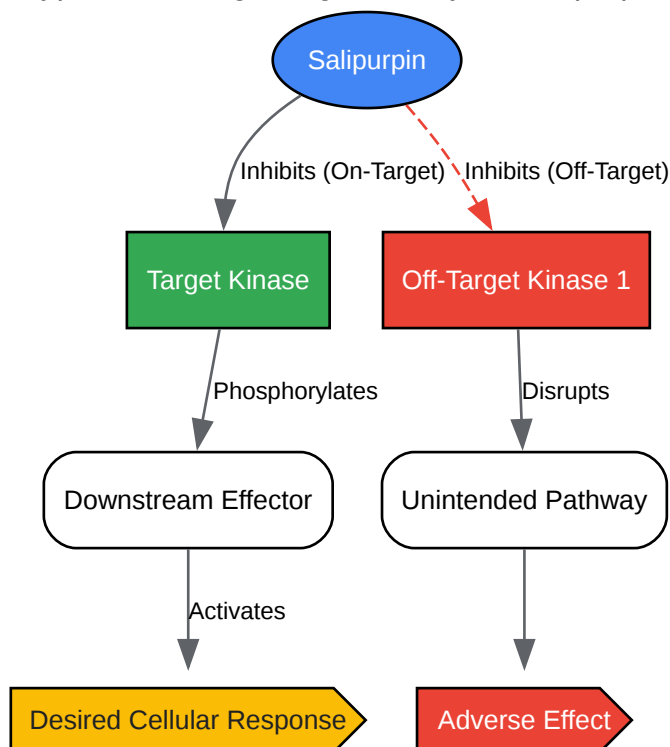 Salipurpin
Inhibits (On-Target) Inhibits (Off-Target)
Target Kinase
Off-Target Kinase 1
Phosphorylates
Disrupts
Downstream Effector
Unintended Pathway
Activates
Desired Cellular Response
Adverse Effect